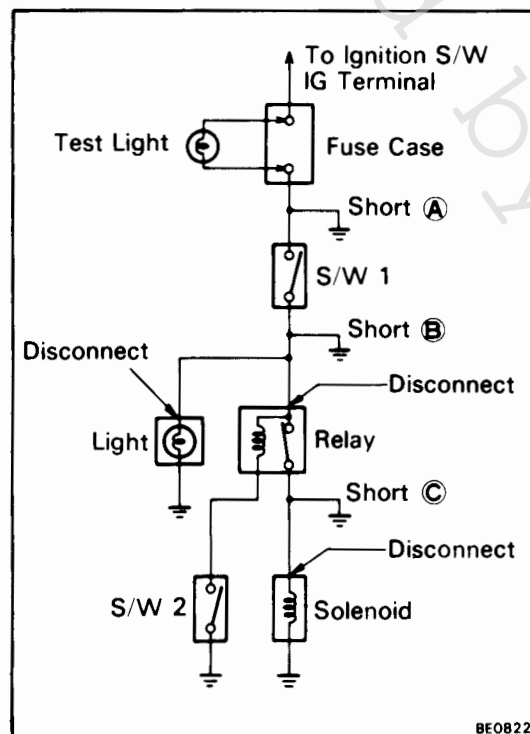 To Ignition S/W
IG Terminal
Test Light
Fuse Case
Short Ⓐ
S/W 1
Short Ⓑ
Disconnect
Disconnect
Light
Relay
Short Ⓒ
Disconnect
S/W 2
Solenoid
BE0822
d by